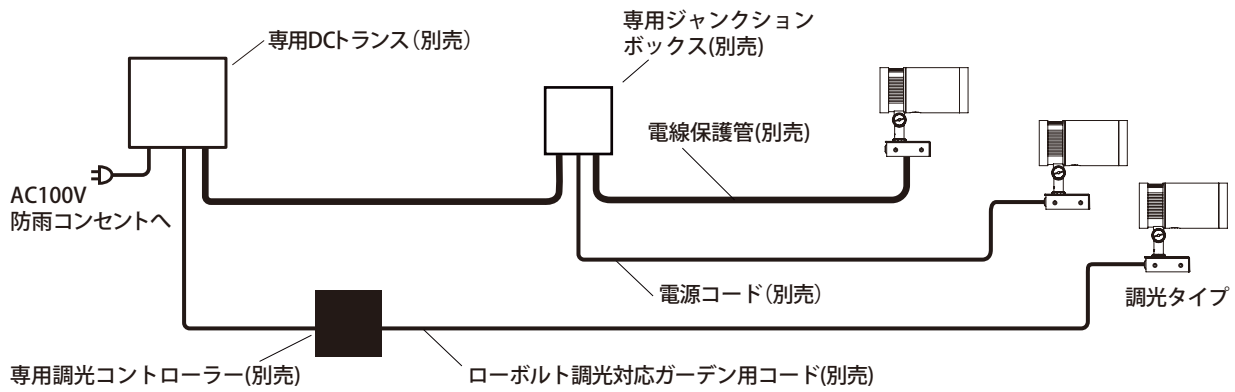 専用DCトランス（別売）
専用ジャンクション
ボックス(別売)
電線保護管(別売)
AC100V
防雨コンセントへ
電源コード（別売）
調光タイプ
専用調光コントローラー(別売)
ローボルト調光対応ガーデン用コード(別売)